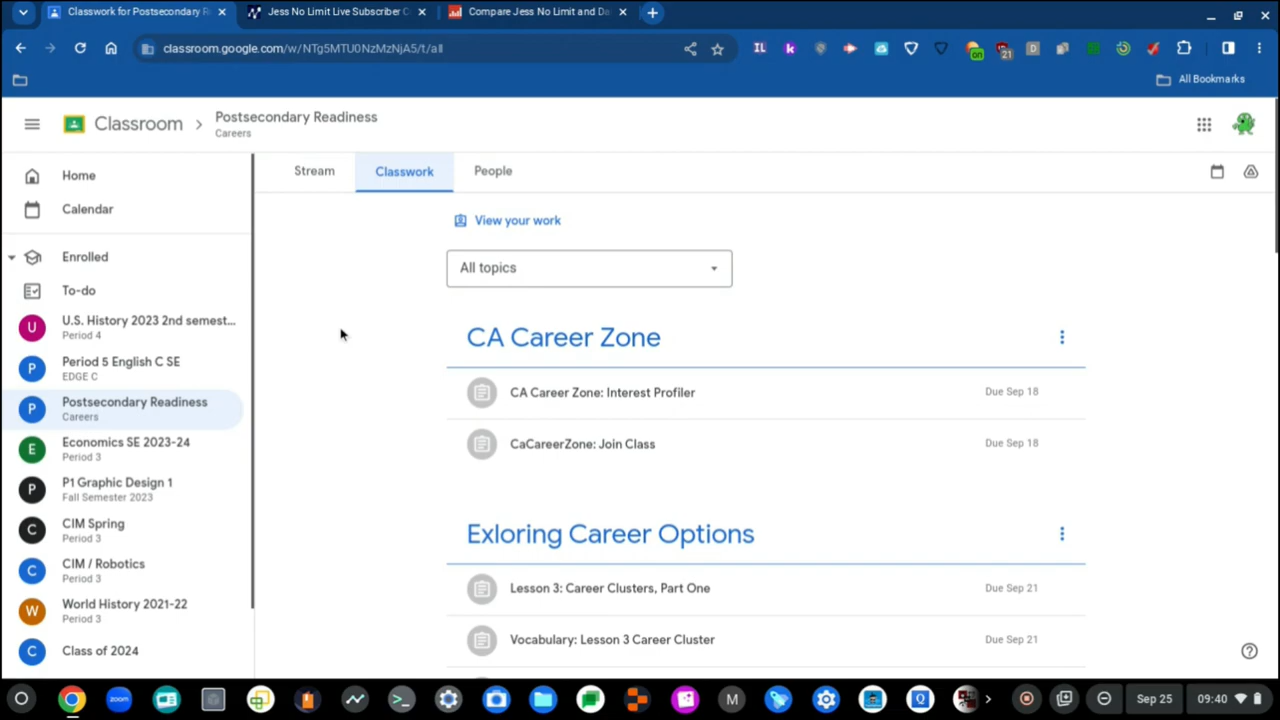 Classwork for Postsecondary R
Jess No Limit Live Subscriber C
Compare Jess No Limit and Da
classroom.google.com/w/NTg5MTU0NzMzNjA5/t/all
IL
k
on
21
D
All Bookmarks
Classroom
Postsecondary Readiness
Careers
Home
Calendar
Enrolled
To-do
U
U.S. History 2023 2nd semest...
Period 4
P
Period 5 English C SE
EDGE C
P
Postsecondary Readiness
Careers
E
Economics SE 2023-24
Period 3
P
P1 Graphic Design 1
Fall Semester 2023
C
CIM Spring
Period 3
C
CIM / Robotics
Period 3
W
World History 2021-22
Period 3
C
Class of 2024
Stream
Classwork
People
View your work
All topics
CA Career Zone
CA Career Zone: Interest Profiler
Due Sep 18
CaCareerZone: Join Class
Due Sep 18
Exloring Career Options
Lesson 3: Career Clusters, Part One
Due Sep 21
Vocabulary: Lesson 3 Career Cluster
Due Sep 21
zoom
M
Q
Sep 25
09:40